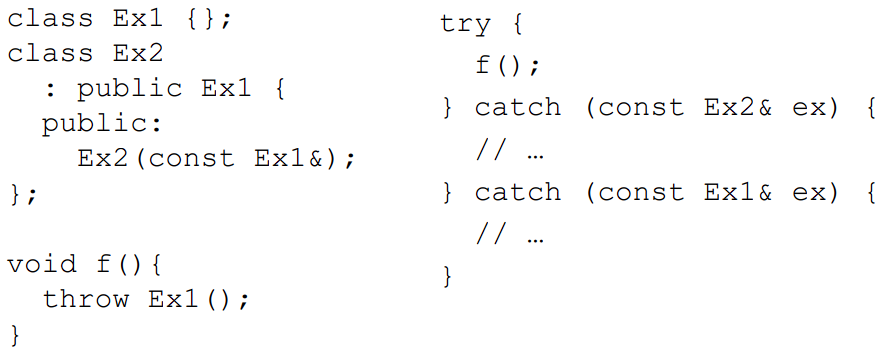 class Ex1 {};
class Ex2
  : public Ex1 {
  public:
    Ex2(const Ex1&);
};

void f(){
  throw Ex1();
}

try {
  f();
} catch (const Ex2& ex) {
  // …
} catch (const Ex1& ex) {
  // …
}